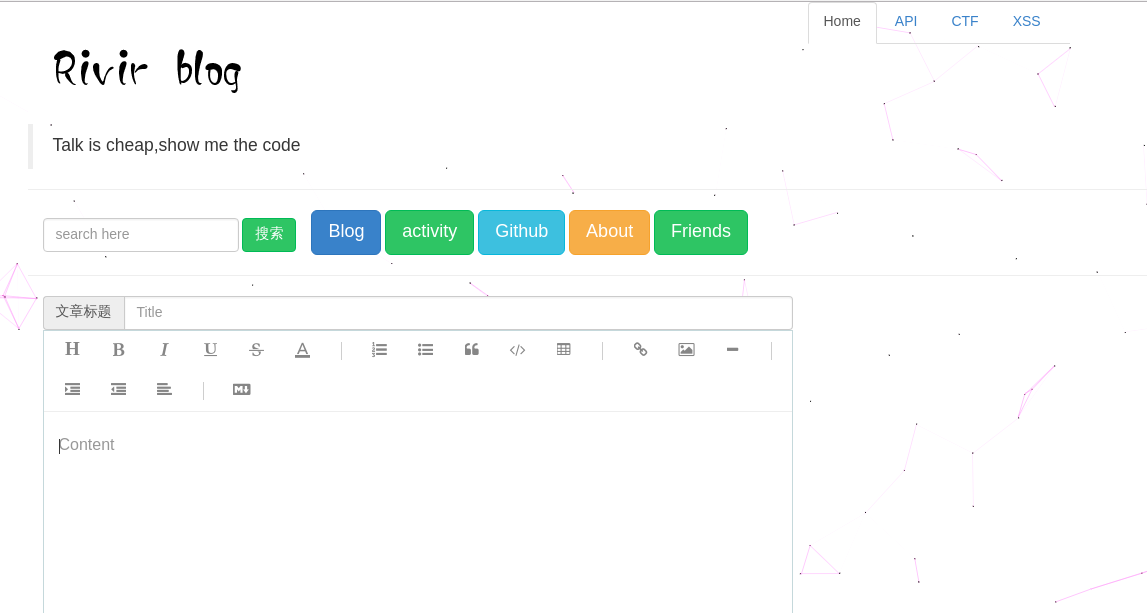 Home API CTF XSS
Rivir blog
Talk is cheap,show me the code
search here 搜索 Blog activity Github About Friends
文章标题 Title
H B I U S A </>
M
Content